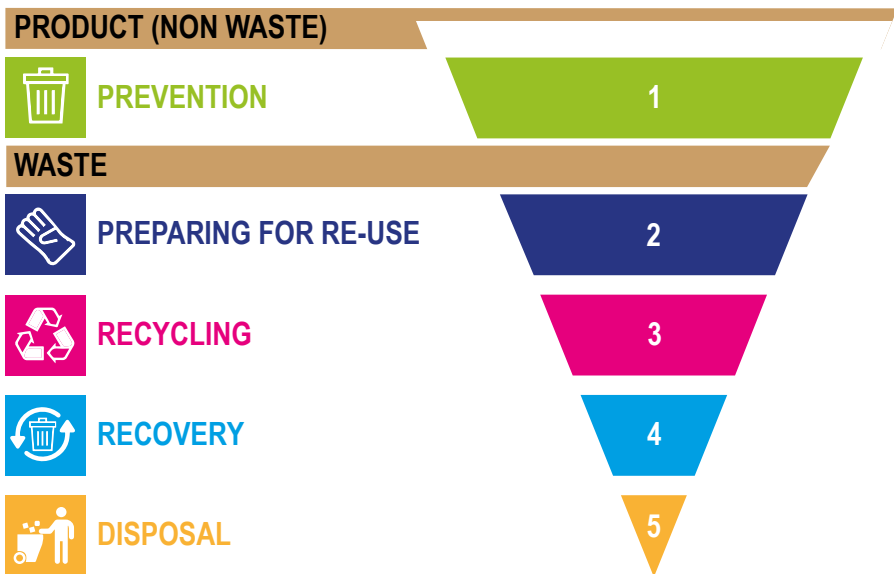 PRODUCT (NON WASTE)
PREVENTION 1
WASTE
PREPARING FOR RE-USE 2
RECYCLING 3
RECOVERY 4
DISPOSAL 5